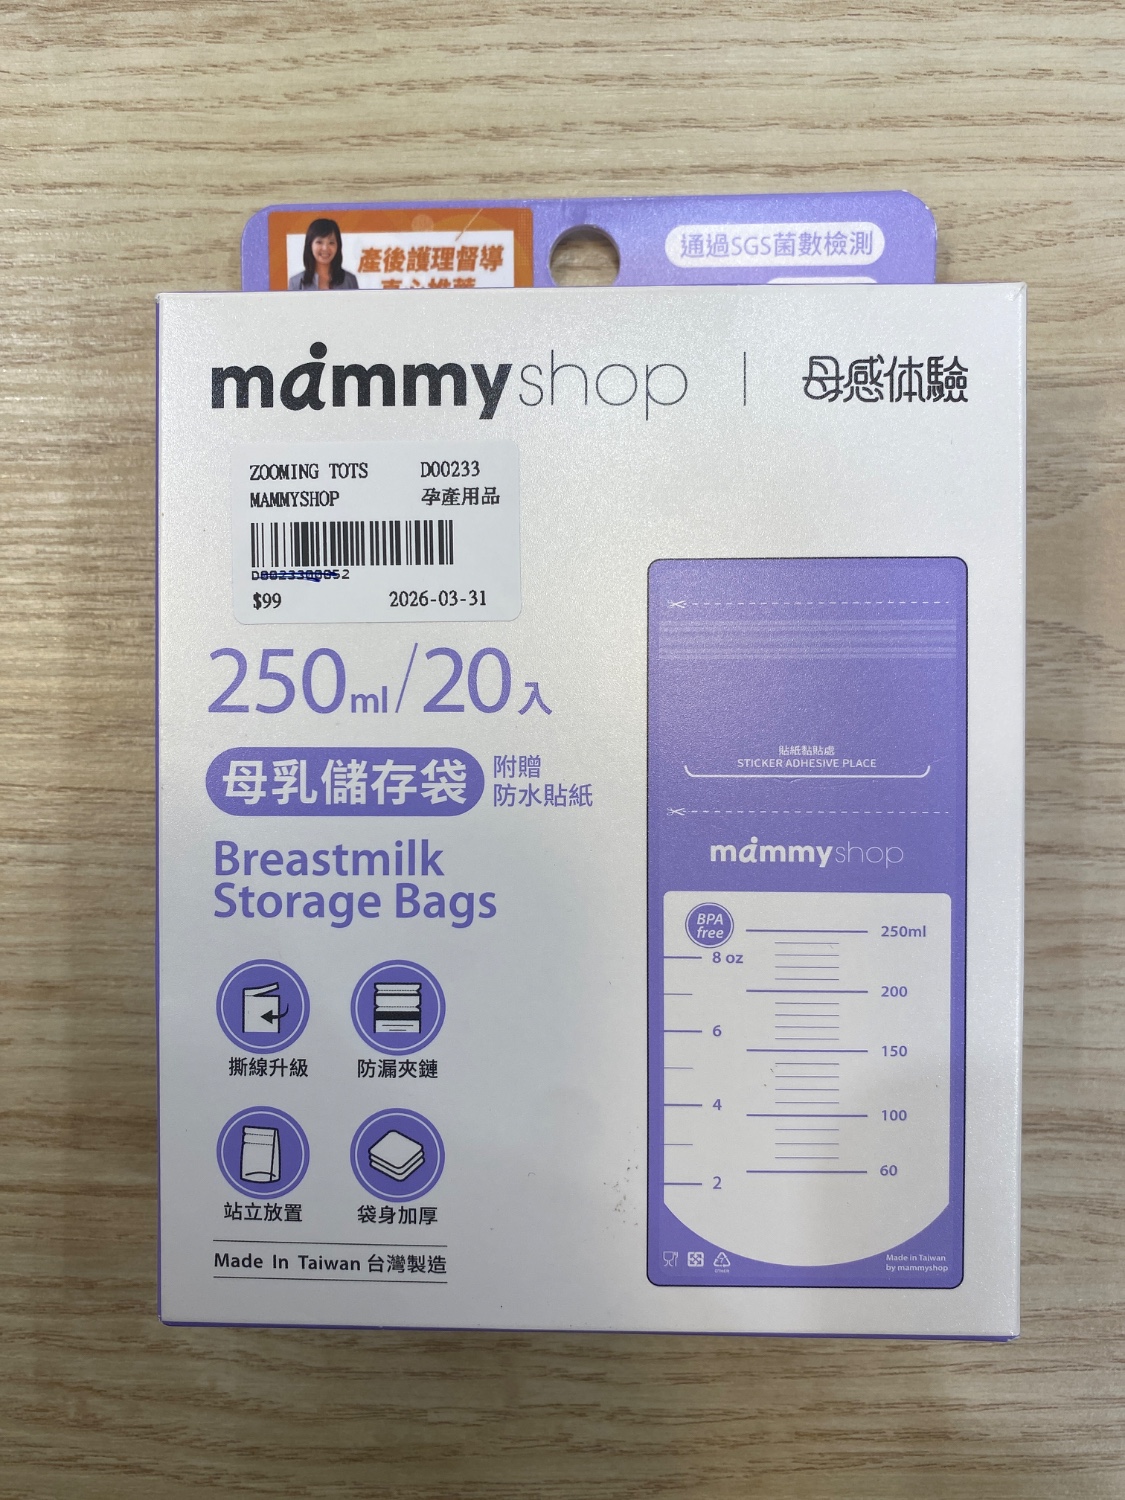 產後護理督導
真心推薦
通過SGS菌數檢測
mammyshop | 母感体驗
ZOOMING TOTS D00233
MAMMYSHOP 孕產用品
$99 2026-03-31
250ml/20入
母乳儲存袋
附贈
防水貼紙
Breastmilk
Storage Bags
撕線升級
防漏夾鏈
站立放置
袋身加厚
Made In Taiwan 台灣製造
貼紙黏貼處
STICKER ADHESIVE PLACE
mammyshop
BPA
free
250ml
8 oz
200
6
150
4
100
60
2
Made in Taiwan
by mammyshop